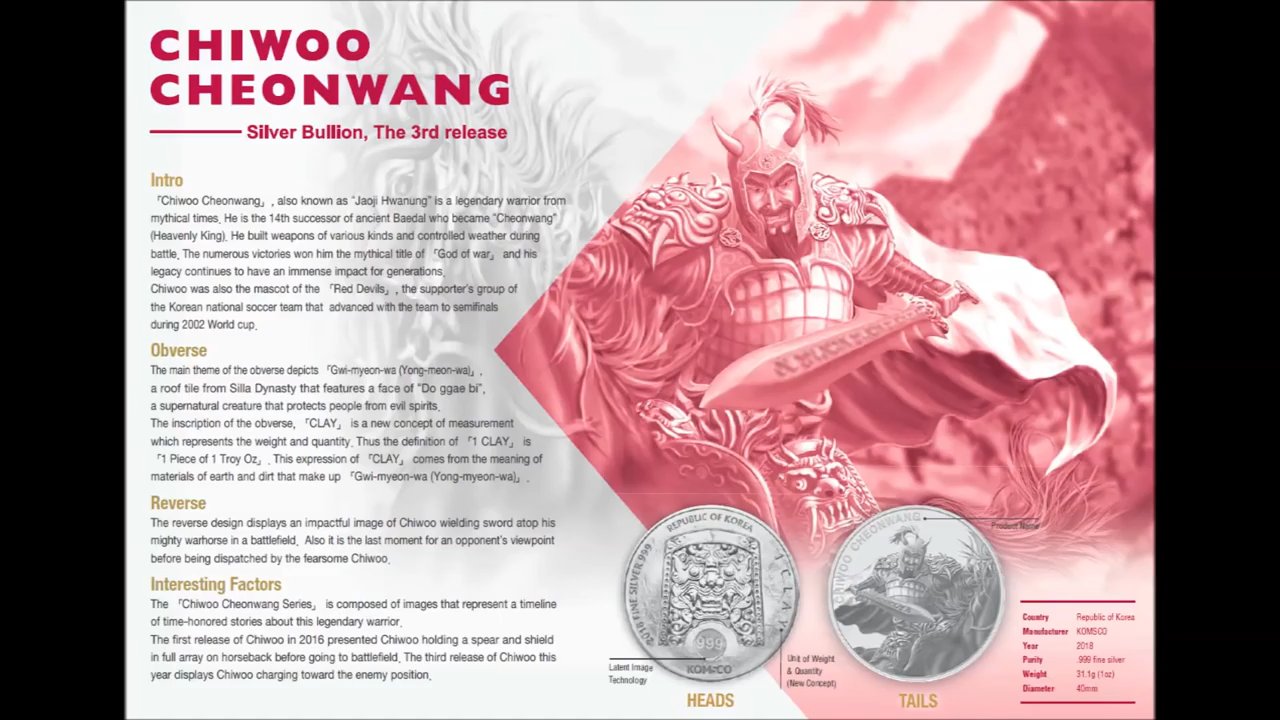 CHIWOO
CHEONWANG
Silver Bullion, The 3rd release
Intro
「Chiwoo Cheonwang」, also known as "Jaoji Hwanung" is a legendary warrior from
mythical times. He is the 14th successor of ancient Baedal who became "Cheonwang"
(Heavenly King). He built weapons of various kinds and controlled weather during
battle. The numerous victories won him the mythical title of 「God of war」 and his
legacy continues to have an immense impact for generations.
Chiwoo was also the mascot of the 「Red Devils」, the supporter's group of
the Korean national soccer team that advanced with the team to semifinals
during 2002 World cup.
Obverse
The main theme of the obverse depicts 「Gwi-myeon-wa (Yong-meon-wa)」,
a roof tile from Silla Dynasty that features a face of "Do ggae bi",
a supernatural creature that protects people from evil spirits.
The inscription of the obverse, 「CLAY」 is a new concept of measurement
which represents the weight and quantity. Thus the definition of 「1 CLAY」 is
「1 Piece of 1 Troy Oz」. This expression of 「CLAY」 comes from the meaning of
materials of earth and dirt that make up 「Gwi-myeon-wa (Yong-myeon-wa)」.
Reverse
The reverse design displays an impactful image of Chiwoo wielding sword atop his
mighty warhorse in a battlefield. Also it is the last moment for an opponent's viewpoint
before being dispatched by the fearsome Chiwoo.
Interesting Factors
The 「Chiwoo Cheonwang Series」 is composed of images that represent a timeline
of time-honored stories about this legendary warrior.
The first release of Chiwoo in 2016 presented Chiwoo holding a spear and shield
in full array on horseback before going to battlefield. The third release of Chiwoo this
year displays Chiwoo charging toward the enemy position.
REPUBLIC OF KOREA
2018 FINE SILVER 999
1 CLAY
999
KOMSCO
Latent Image
Technology
Unit of Weight
& Quantity
(New Concept)
HEADS
CHIWOO CHEONWANG
Product Name
TAILS
Country Republic of Korea
Manufacturer KOMSCO
Year 2018
Purity .999 fine silver
Weight 31.1g (1oz)
Diameter 40mm